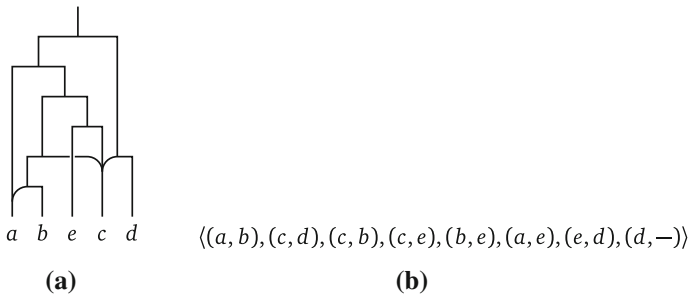 a b e c d
⟨(a, b), (c, d), (c, b), (c, e), (b, e), (a, e), (e, d), (d, −)⟩
(a)
(b)